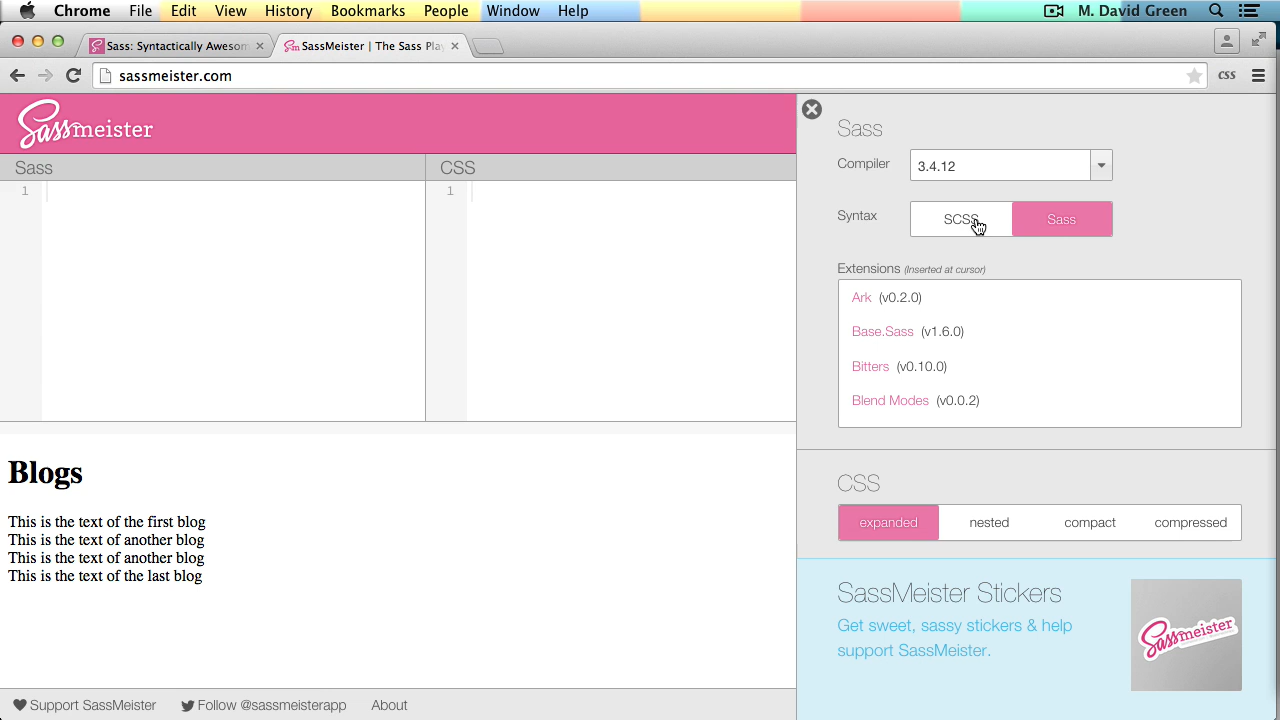 Chrome File Edit View History Bookmarks People Window Help M. David Green
Sass: Syntactically Awesom
SassMeister | The Sass Play
sassmeister.com
css
Sassmeister
Sass
CSS
1
1
Blogs
This is the text of the first blog
This is the text of another blog
This is the text of another blog
This is the text of the last blog
Support SassMeister Follow @sassmeisterapp About
Sass
Compiler 3.4.12
Syntax SCSS Sass
Extensions (Inserted at cursor)
Ark (v0.2.0)
Base.Sass (v1.6.0)
Bitters (v0.10.0)
Blend Modes (v0.0.2)
CSS
expanded nested compact compressed
SassMeister Stickers
Get sweet, sassy stickers & help
support SassMeister.
Sassmeister